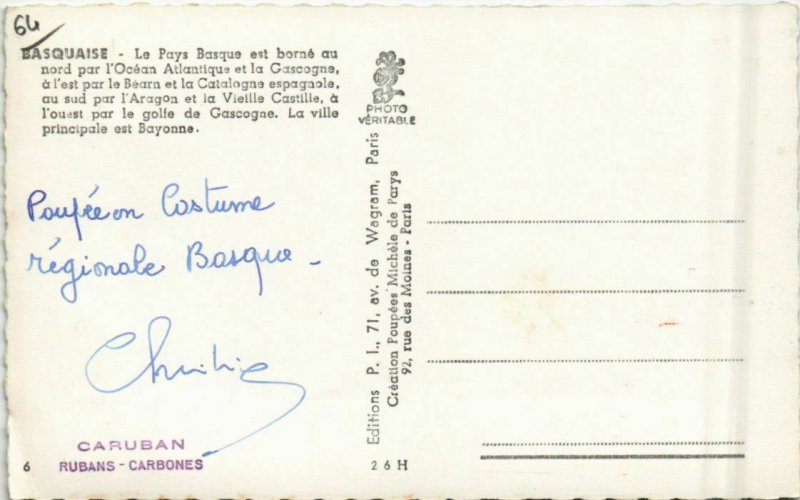 64
BASQUAISE - Le Pays Basque est borné au
nord par l'Océan Atlantique et la Gascogne,
à l'est par le Béarn et la Catalogne espagnole,
au sud par l'Aragon et la Vieille Castille, à
l'ouest par le golfe de Gascogne. La ville
principale est Bayonne.
Poupée en Costume
régionale Basque -
CARUBAN
RUBANS - CARBONES
6
PHOTO
VÉRITABLE
Editions P. I., 71, av. de Wagram, Paris
Création Poupées Michèle de Parys
92, rue des Moines - Paris
26H